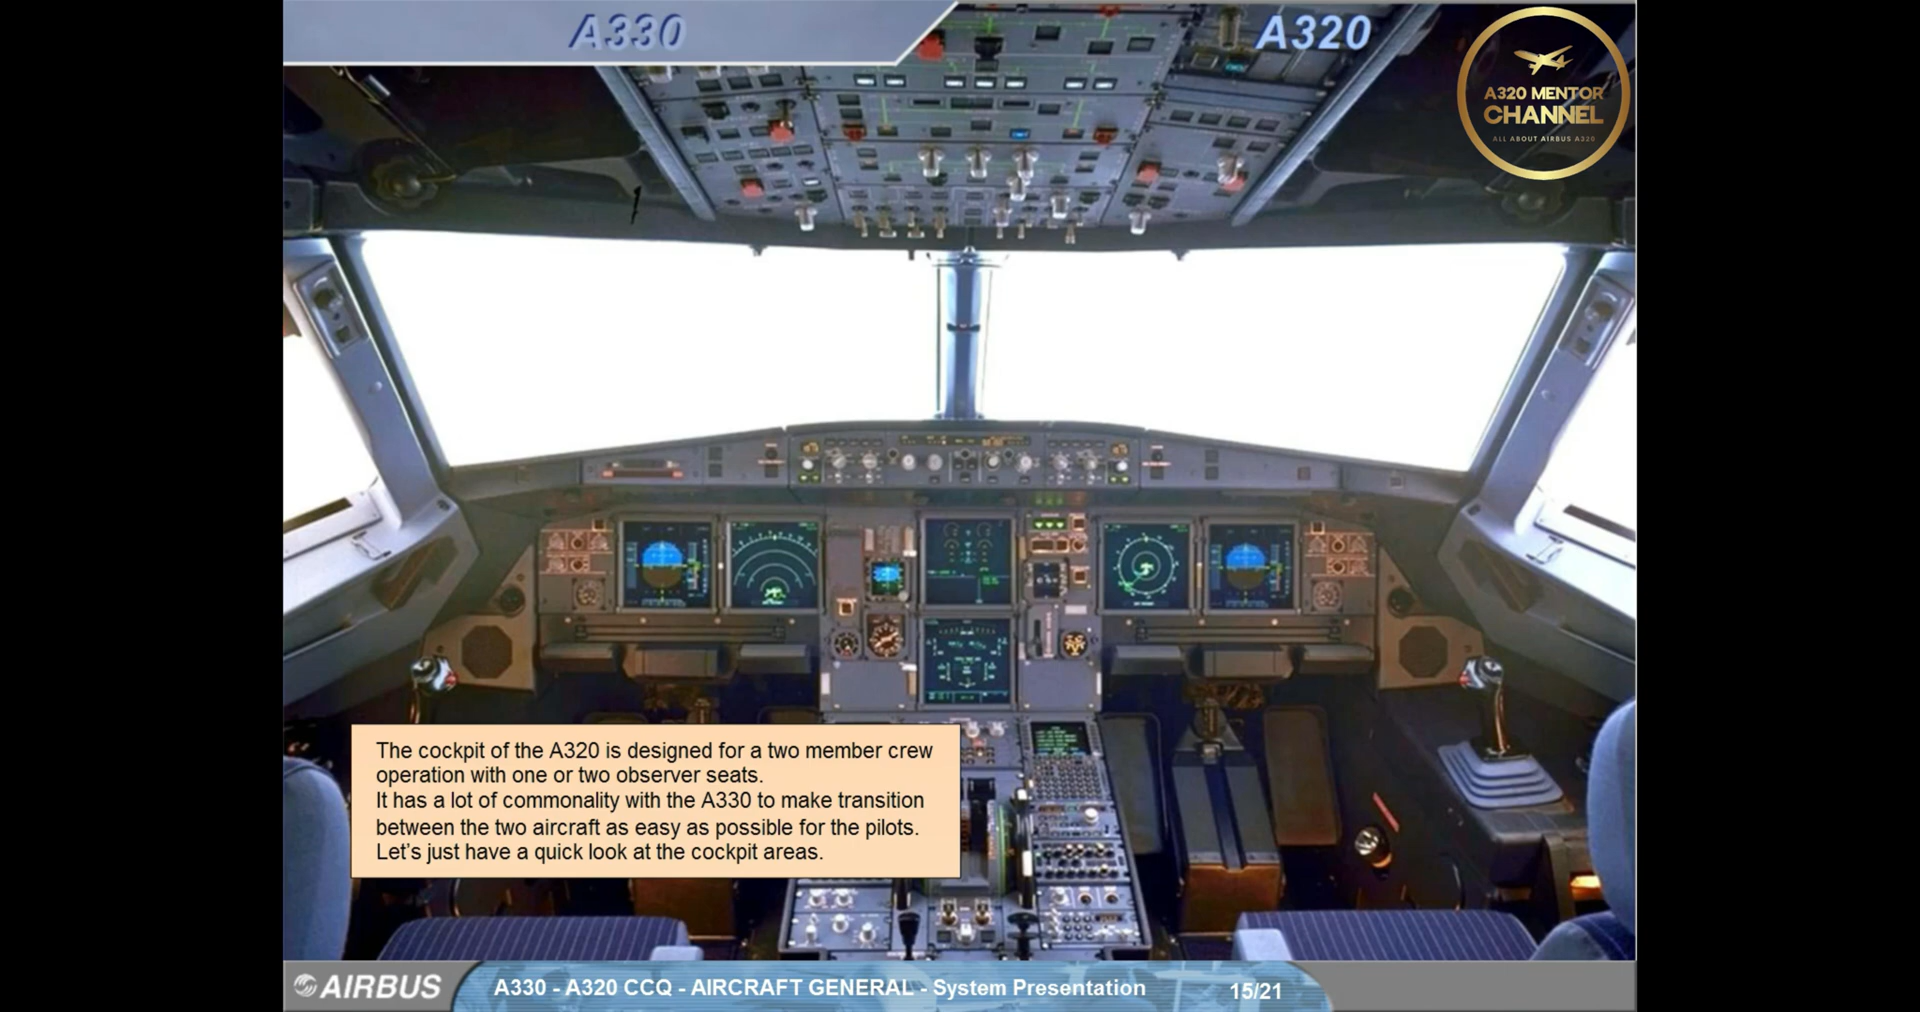 A330
A320
A320 MENTOR
CHANNEL
ALL ABOUT AIRBUS A320
The cockpit of the A320 is designed for a two member crew
operation with one or two observer seats.
It has a lot of commonality with the A330 to make transition
between the two aircraft as easy as possible for the pilots.
Let's just have a quick look at the cockpit areas.
AIRBUS
A330 - A320 CCQ - AIRCRAFT GENERAL - System Presentation
15/21